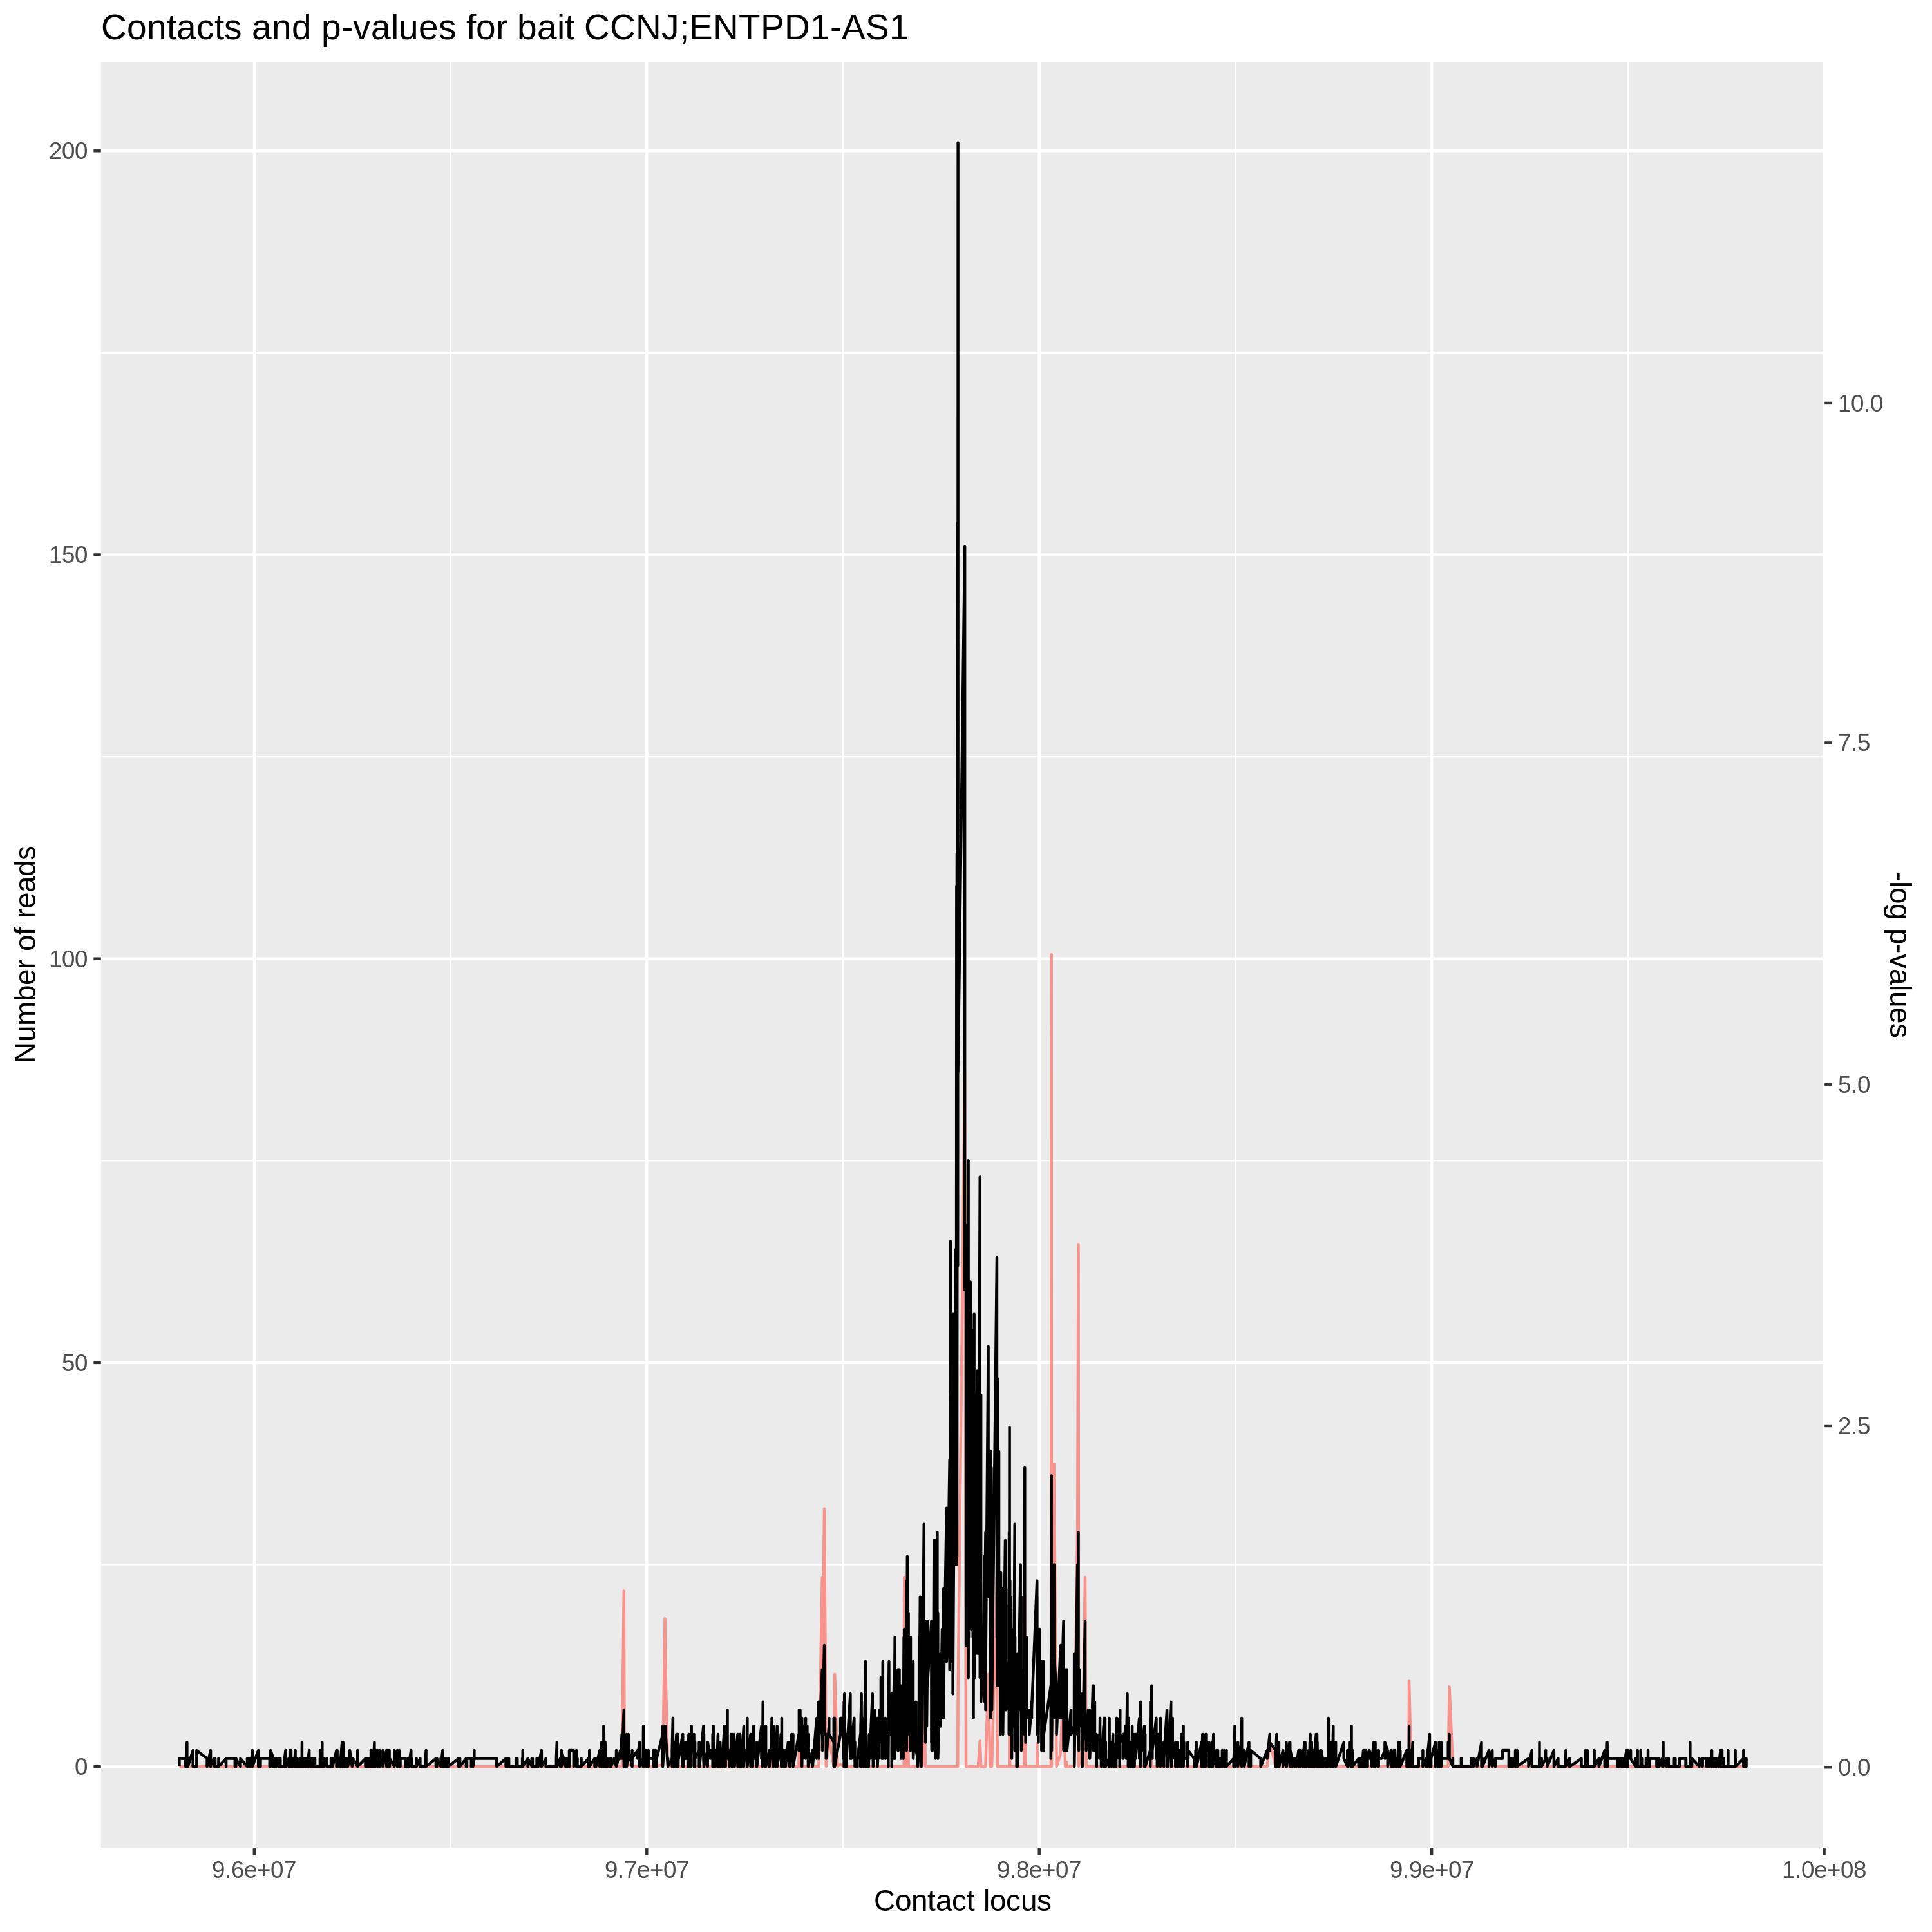 Contacts and p-values for bait CCNJ;ENTPD1-AS1
200
150
100
50
0
Number of reads
10.0
7.5
5.0
2.5
0.0
-log p-values
9.6e+07
9.7e+07
9.8e+07
9.9e+07
1.0e+08
Contact locus